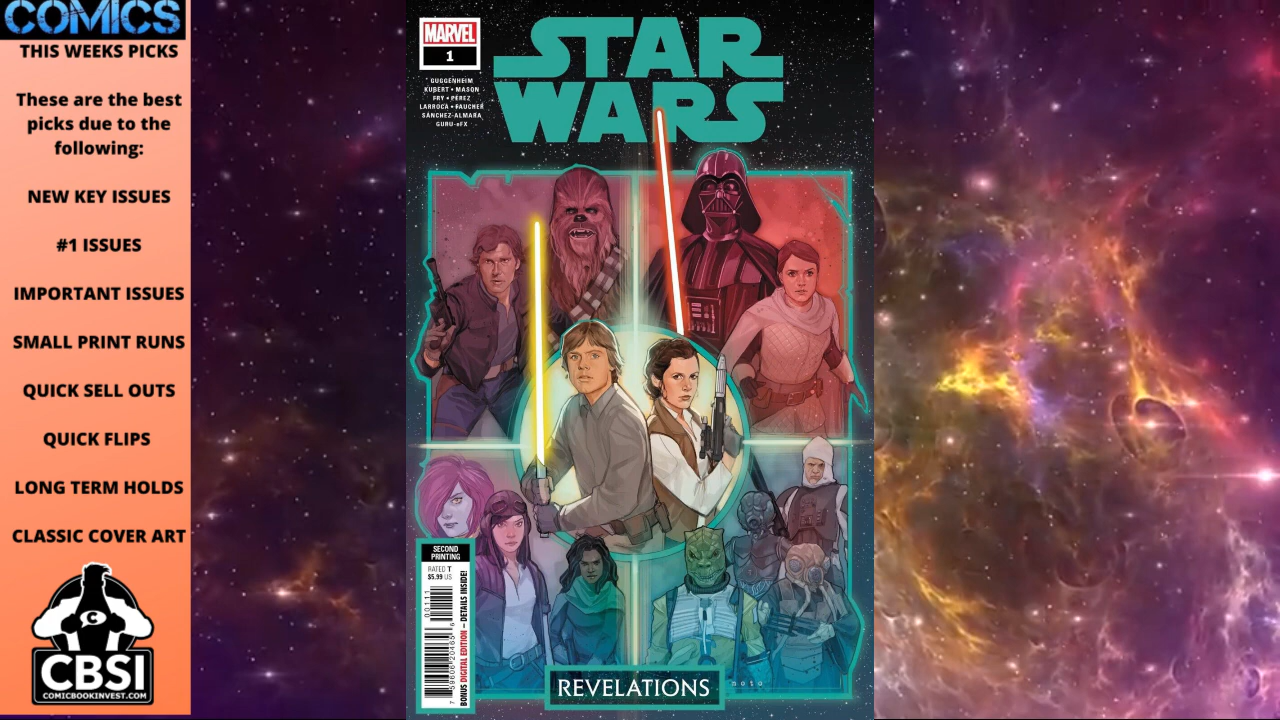 COMICS
THIS WEEKS PICKS
These are the best
picks due to the
following:
NEW KEY ISSUES
#1 ISSUES
IMPORTANT ISSUES
SMALL PRINT RUNS
QUICK SELL OUTS
QUICK FLIPS
LONG TERM HOLDS
CLASSIC COVER ART
C
CBSI
COMICBOOKINVEST.COM
MARVEL
1
GUGGENHEIM
KUBERT • MASON
FRY • PÉREZ
LARROCA • FAUCHER
SÁNCHEZ-ALMARA
GURU-eFX
STAR
WARS
SECOND
PRINTING
RATED T
$5.99 US
BONUS DIGITAL EDITION – DETAILS INSIDE!
REVELATIONS
noto